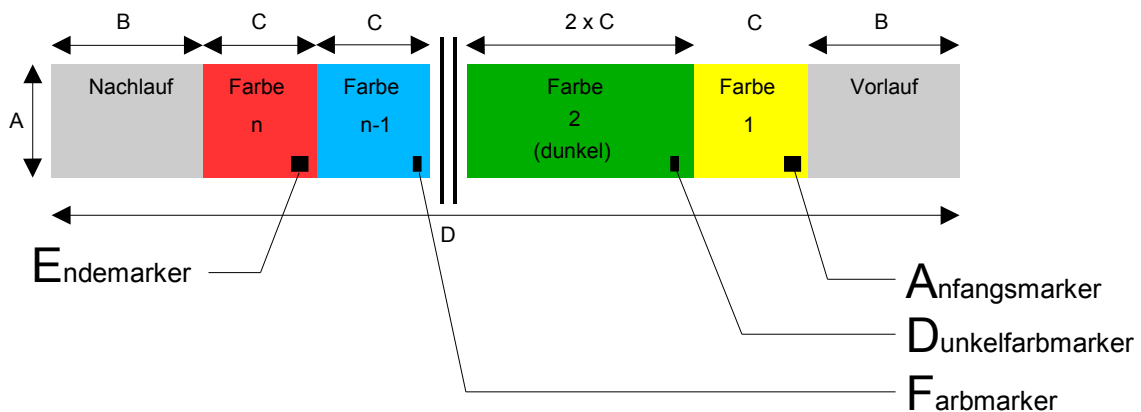 B
C
C
2 x C
C
B
A
Nachlauf
Farbe
n
Farbe
n-1
Farbe
2
(dunkel)
Farbe
1
Vorlauf
D
Endemarker
Anfangsmarker
Dunkelfarbmarker
Farbmarker